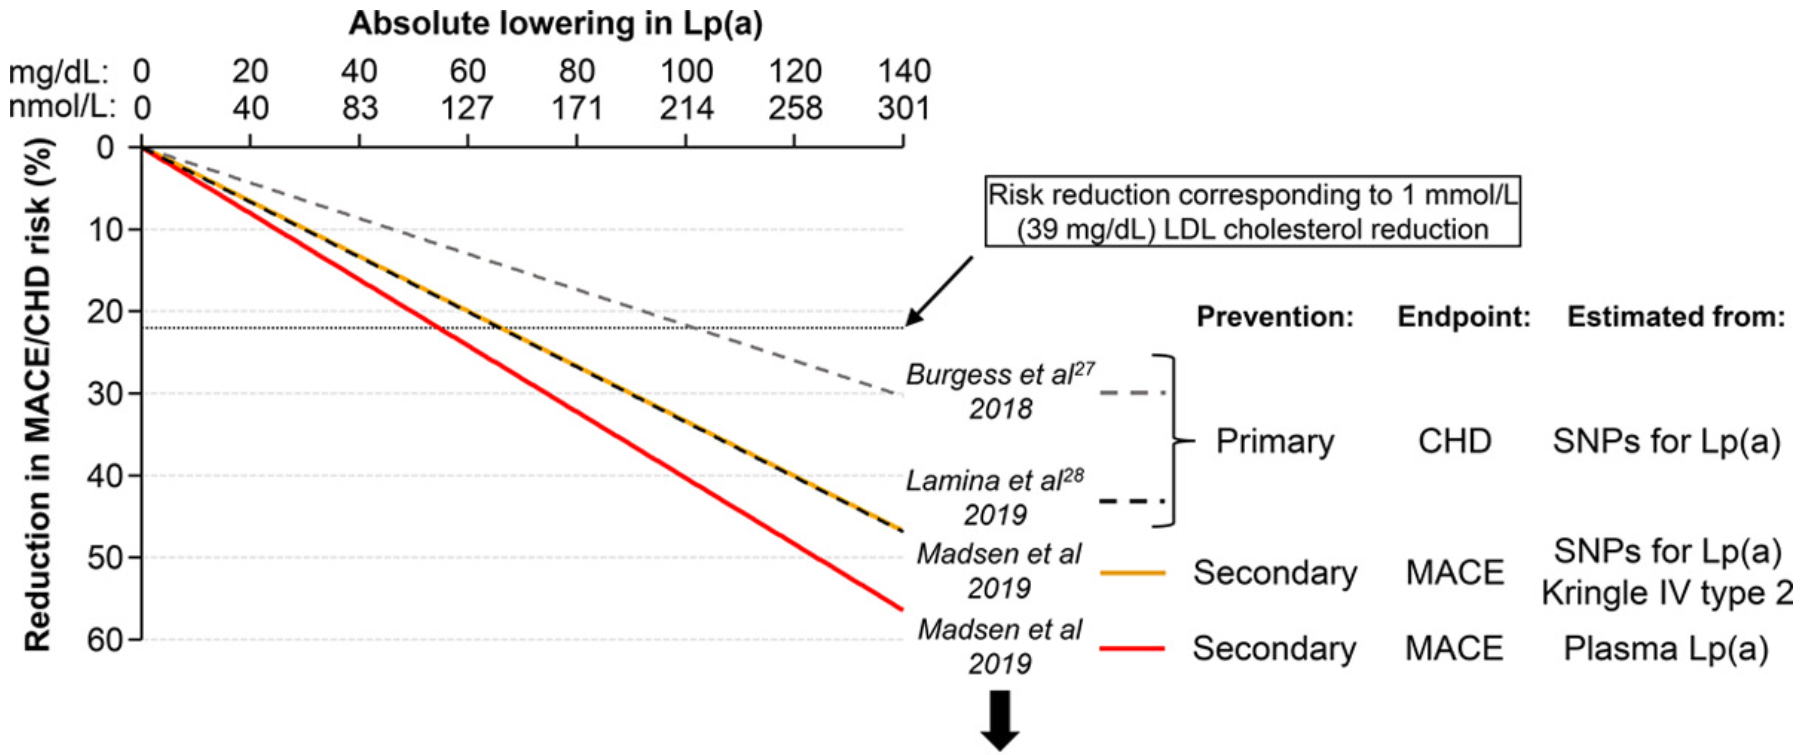 Absolute lowering in Lp(a)
mg/dL: 0 20 40 60 80 100 120 140
nmol/L: 0 40 83 127 171 214 258 301
Reduction in MACE/CHD risk (%)
0
10
20
30
40
50
60
Risk reduction corresponding to 1 mmol/L
(39 mg/dL) LDL cholesterol reduction
Prevention: Endpoint: Estimated from:
Burgess et al27
2018
Primary CHD SNPs for Lp(a)
Lamina et al28
2019
Madsen et al
2019
Secondary MACE SNPs for Lp(a)
Kringle IV type 2
Madsen et al
2019
Secondary MACE Plasma Lp(a)